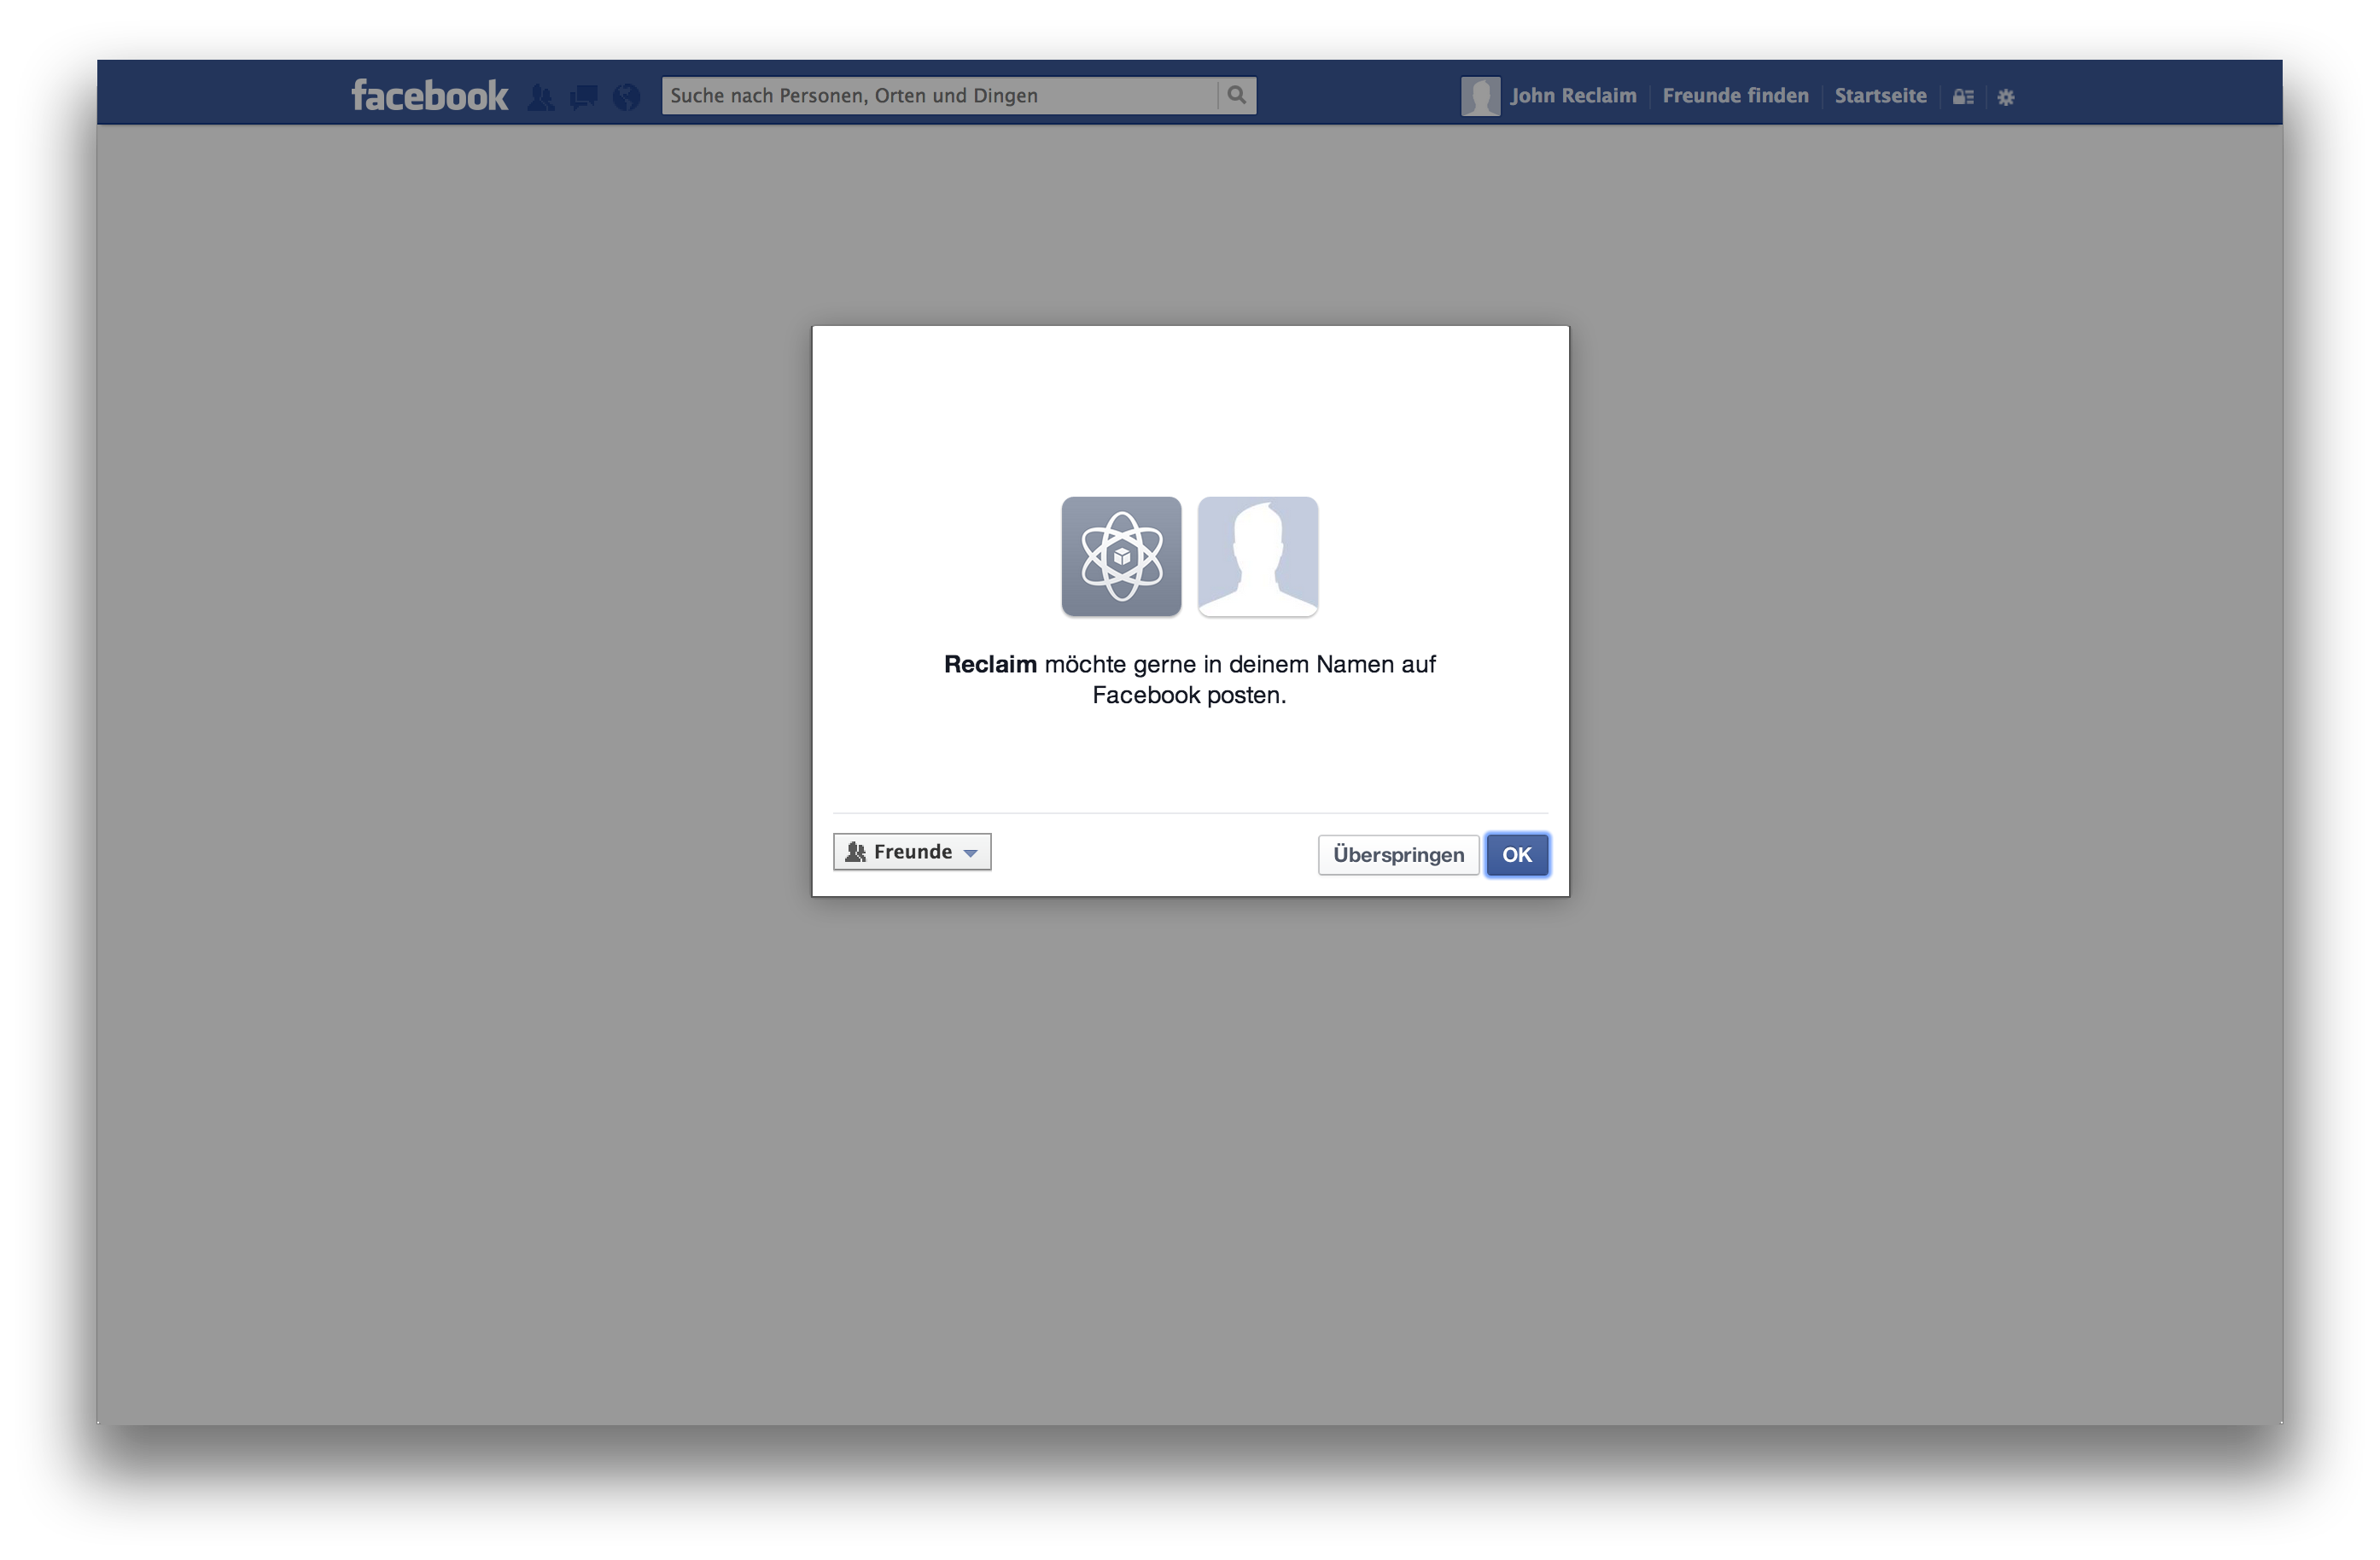 facebook
Suche nach Personen, Orten und Dingen
John Reclaim
Freunde finden
Startseite
Reclaim möchte gerne in deinem Namen auf
Facebook posten.
Freunde
Überspringen
OK